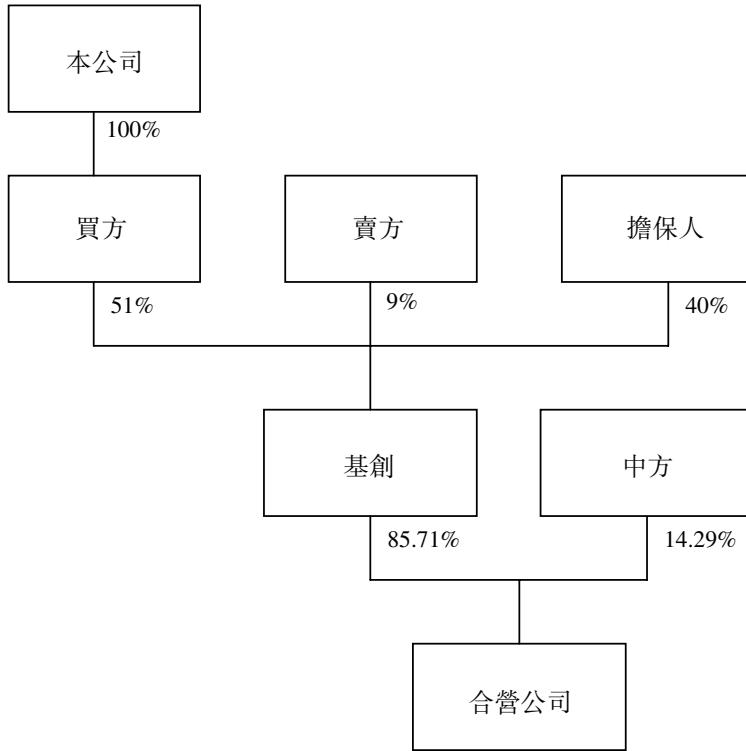 本公司
100%
買方
賣方
擔保人
51%
9%
40%
基創
中方
85.71%
14.29%
合營公司